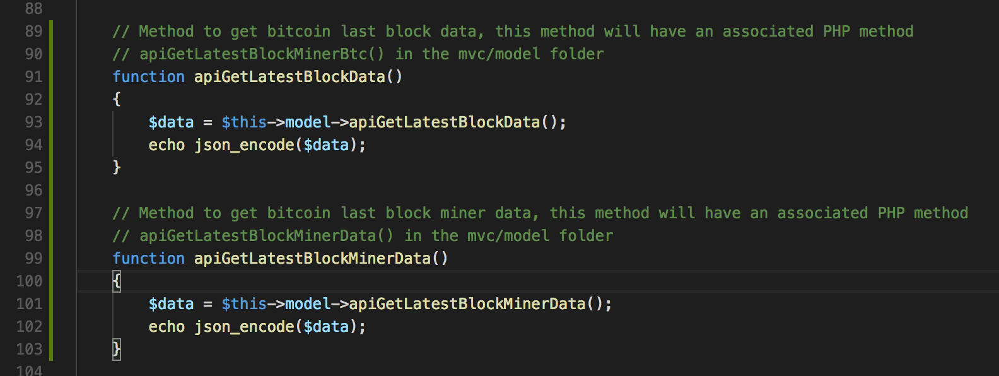 88
89 // Method to get bitcoin last block data, this method will have an associated PHP method
90 // apiGetLatestBlockMinerBtc() in the mvc/model folder
91 function apiGetLatestBlockData()
92 {
93 $data = $this->model->apiGetLatestBlockData();
94 echo json_encode($data);
95 }
96
97 // Method to get bitcoin last block miner data, this method will have an associated PHP method
98 // apiGetLatestBlockMinerData() in the mvc/model folder
99 function apiGetLatestBlockMinerData()
100 {
101 $data = $this->model->apiGetLatestBlockMinerData();
102 echo json_encode($data);
103 }
104